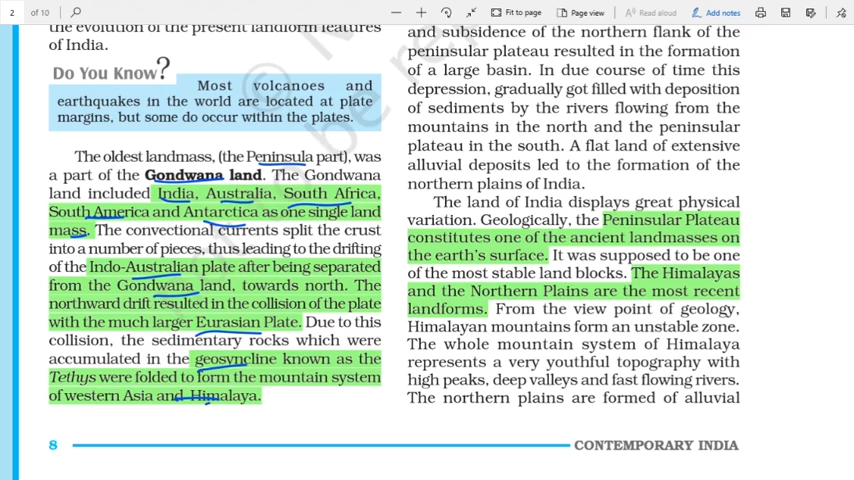 2
of 10
Fit to page
Page view
Read aloud
Add notes
the evolution of the present landform features
of India.
Do You Know?
Most volcanoes and
earthquakes in the world are located at plate
margins, but some do occur within the plates.
The oldest landmass, (the Peninsula part), was
a part of the Gondwana land. The Gondwana
land included India, Australia, South Africa,
South America and Antarctica as one single land
mass. The convectional currents split the crust
into a number of pieces, thus leading to the drifting
of the Indo-Australian plate after being separated
from the Gondwana land, towards north. The
northward drift resulted in the collision of the plate
with the much larger Eurasian Plate. Due to this
collision, the sedimentary rocks which were
accumulated in the geosyncline known as the
Tethys were folded to form the mountain system
of western Asia and Himalaya.
and subsidence of the northern flank of the
peninsular plateau resulted in the formation
of a large basin. In due course of time this
depression, gradually got filled with deposition
of sediments by the rivers flowing from the
mountains in the north and the peninsular
plateau in the south. A flat land of extensive
alluvial deposits led to the formation of the
northern plains of India.
The land of India displays great physical
variation. Geologically, the Peninsular Plateau
constitutes one of the ancient landmasses on
the earth's surface. It was supposed to be one
of the most stable land blocks. The Himalayas
and the Northern Plains are the most recent
landforms. From the view point of geology,
Himalayan mountains form an unstable zone.
The whole mountain system of Himalaya
represents a very youthful topography with
high peaks, deep valleys and fast flowing rivers.
The northern plains are formed of alluvial
8
CONTEMPORARY INDIA